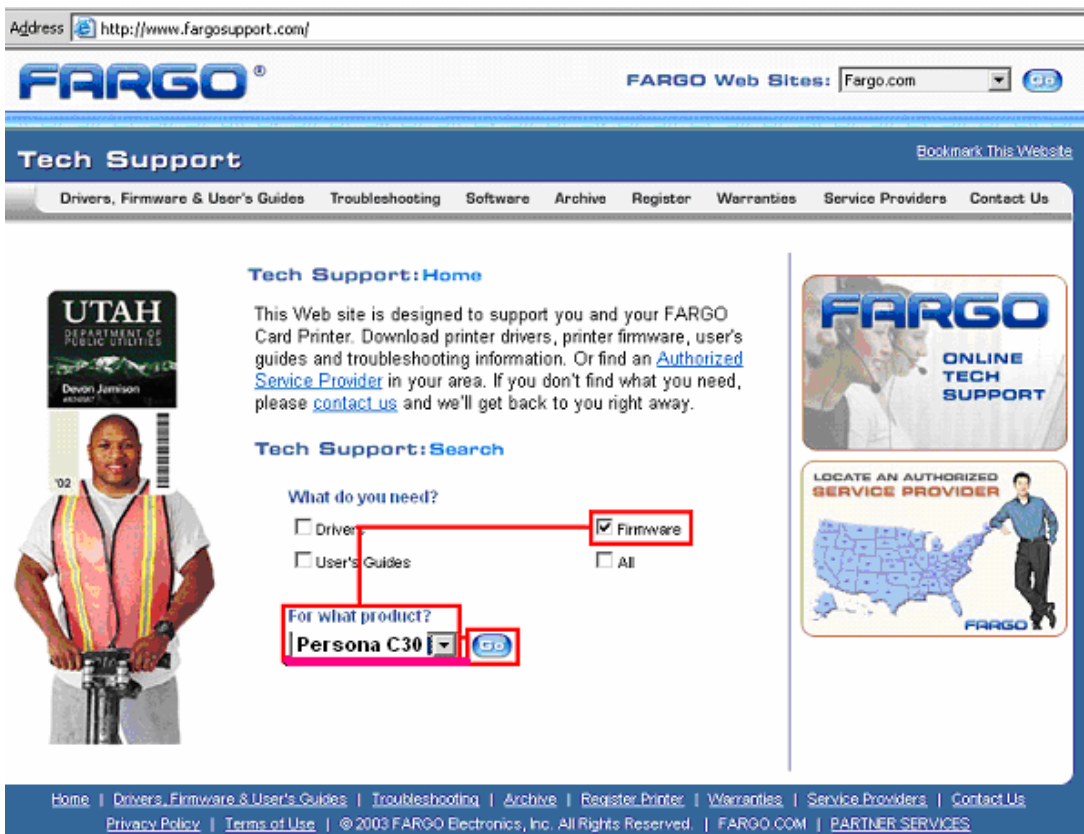 Address http://www.fargosupport.com/
FARGO®
FARGO Web Sites: Fargo.com Go
Tech Support
Bookmark This Website
Drivers, Firmware & User's Guides Troubleshooting Software Archive Register Warranties Service Providers Contact Us
Tech Support:Home
This Web site is designed to support you and your FARGO
Card Printer. Download printer drivers, printer firmware, user's
guides and troubleshooting information. Or find an Authorized
Service Provider in your area. If you don't find what you need,
please contact us and we'll get back to you right away.
UTAH
DEPARTMENT OF
PUBLIC UTILITIES
Devon Jamison
'02
Tech Support:Search
What do you need?
Drivers
Firmware
User's Guides
All
For what product?
Persona C30
Go
FARGO
ONLINE
TECH
SUPPORT
LOCATE AN AUTHORIZED
SERVICE PROVIDER
FARGO
Home | Drivers, Firmware & User's Guides | Troubleshooting | Archive | Register Printer | Warranties | Service Providers | Contact Us
Privacy Policy | Terms of Use | © 2003 FARGO Electronics, Inc. All Rights Reserved. | FARGO.COM | PARTNER SERVICES